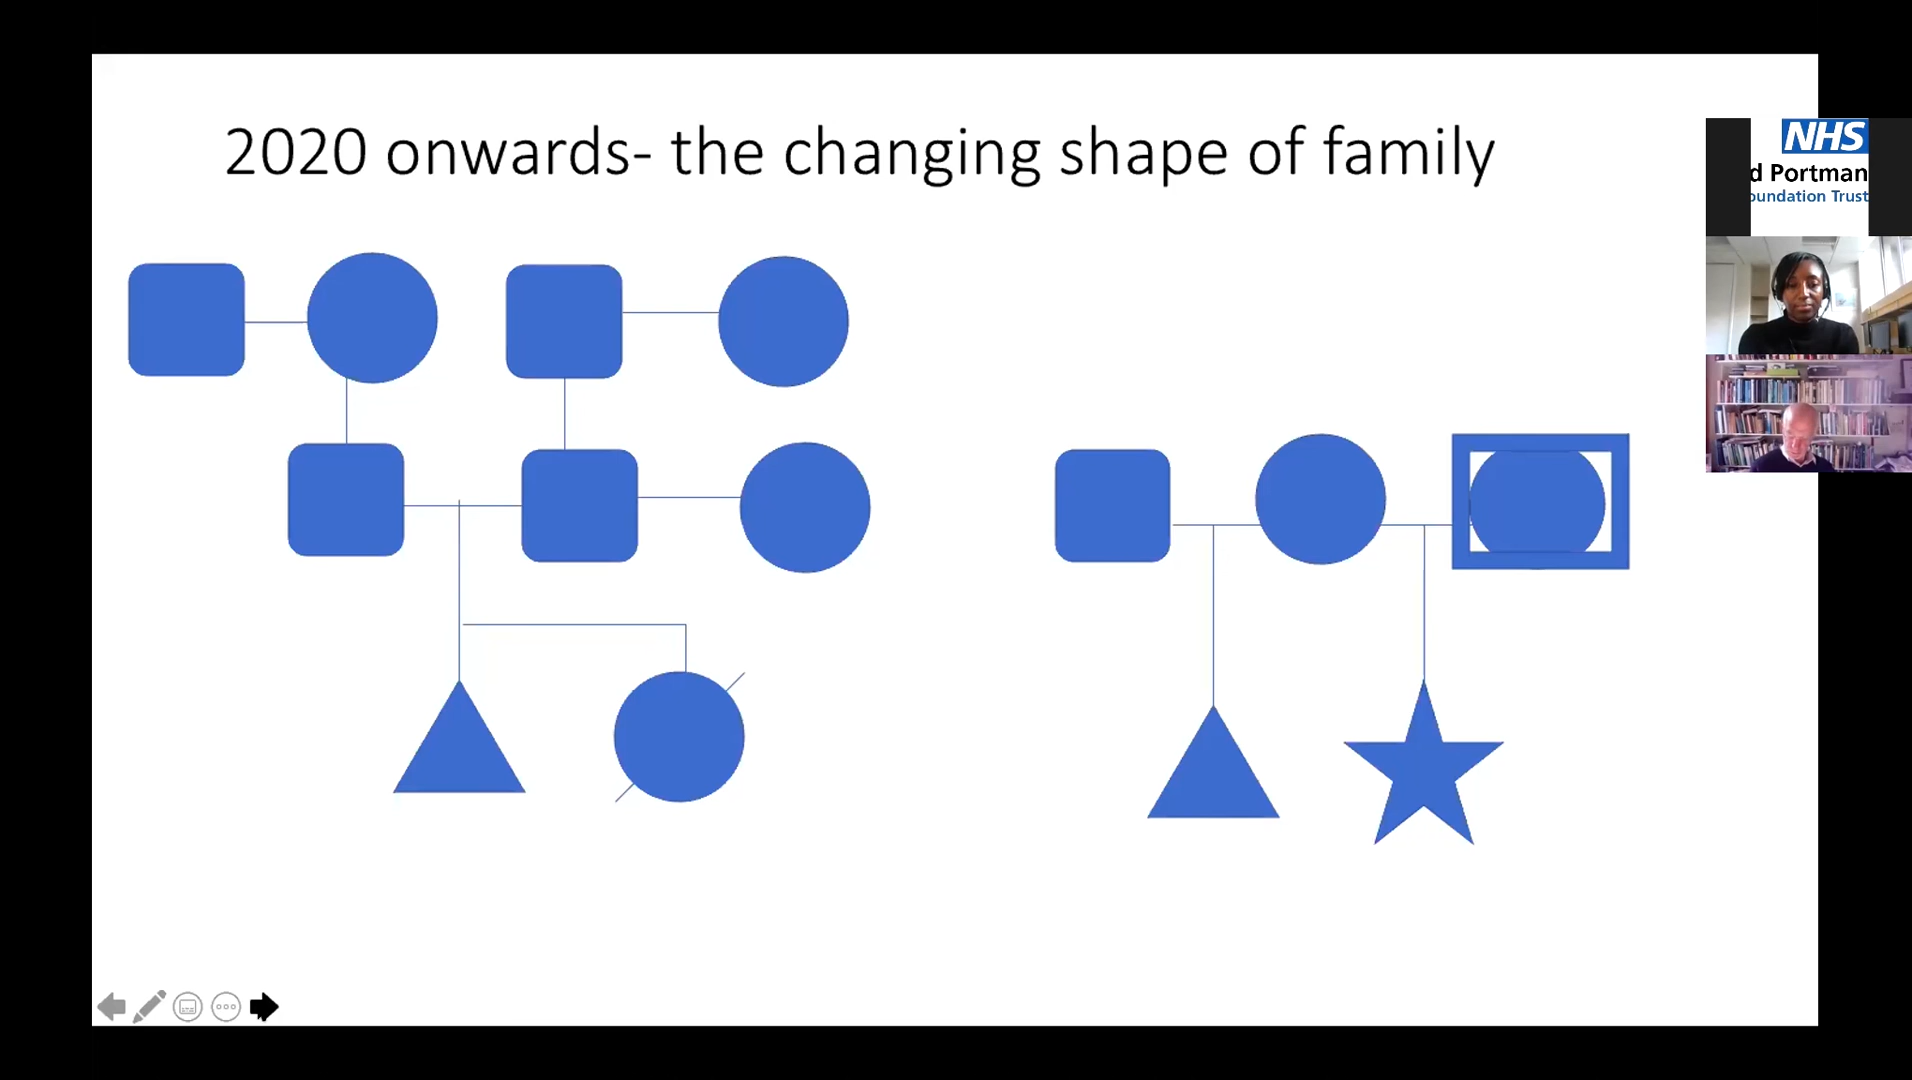 2020 onwards- the changing shape of family
NHS
d Portman
oundation Trust